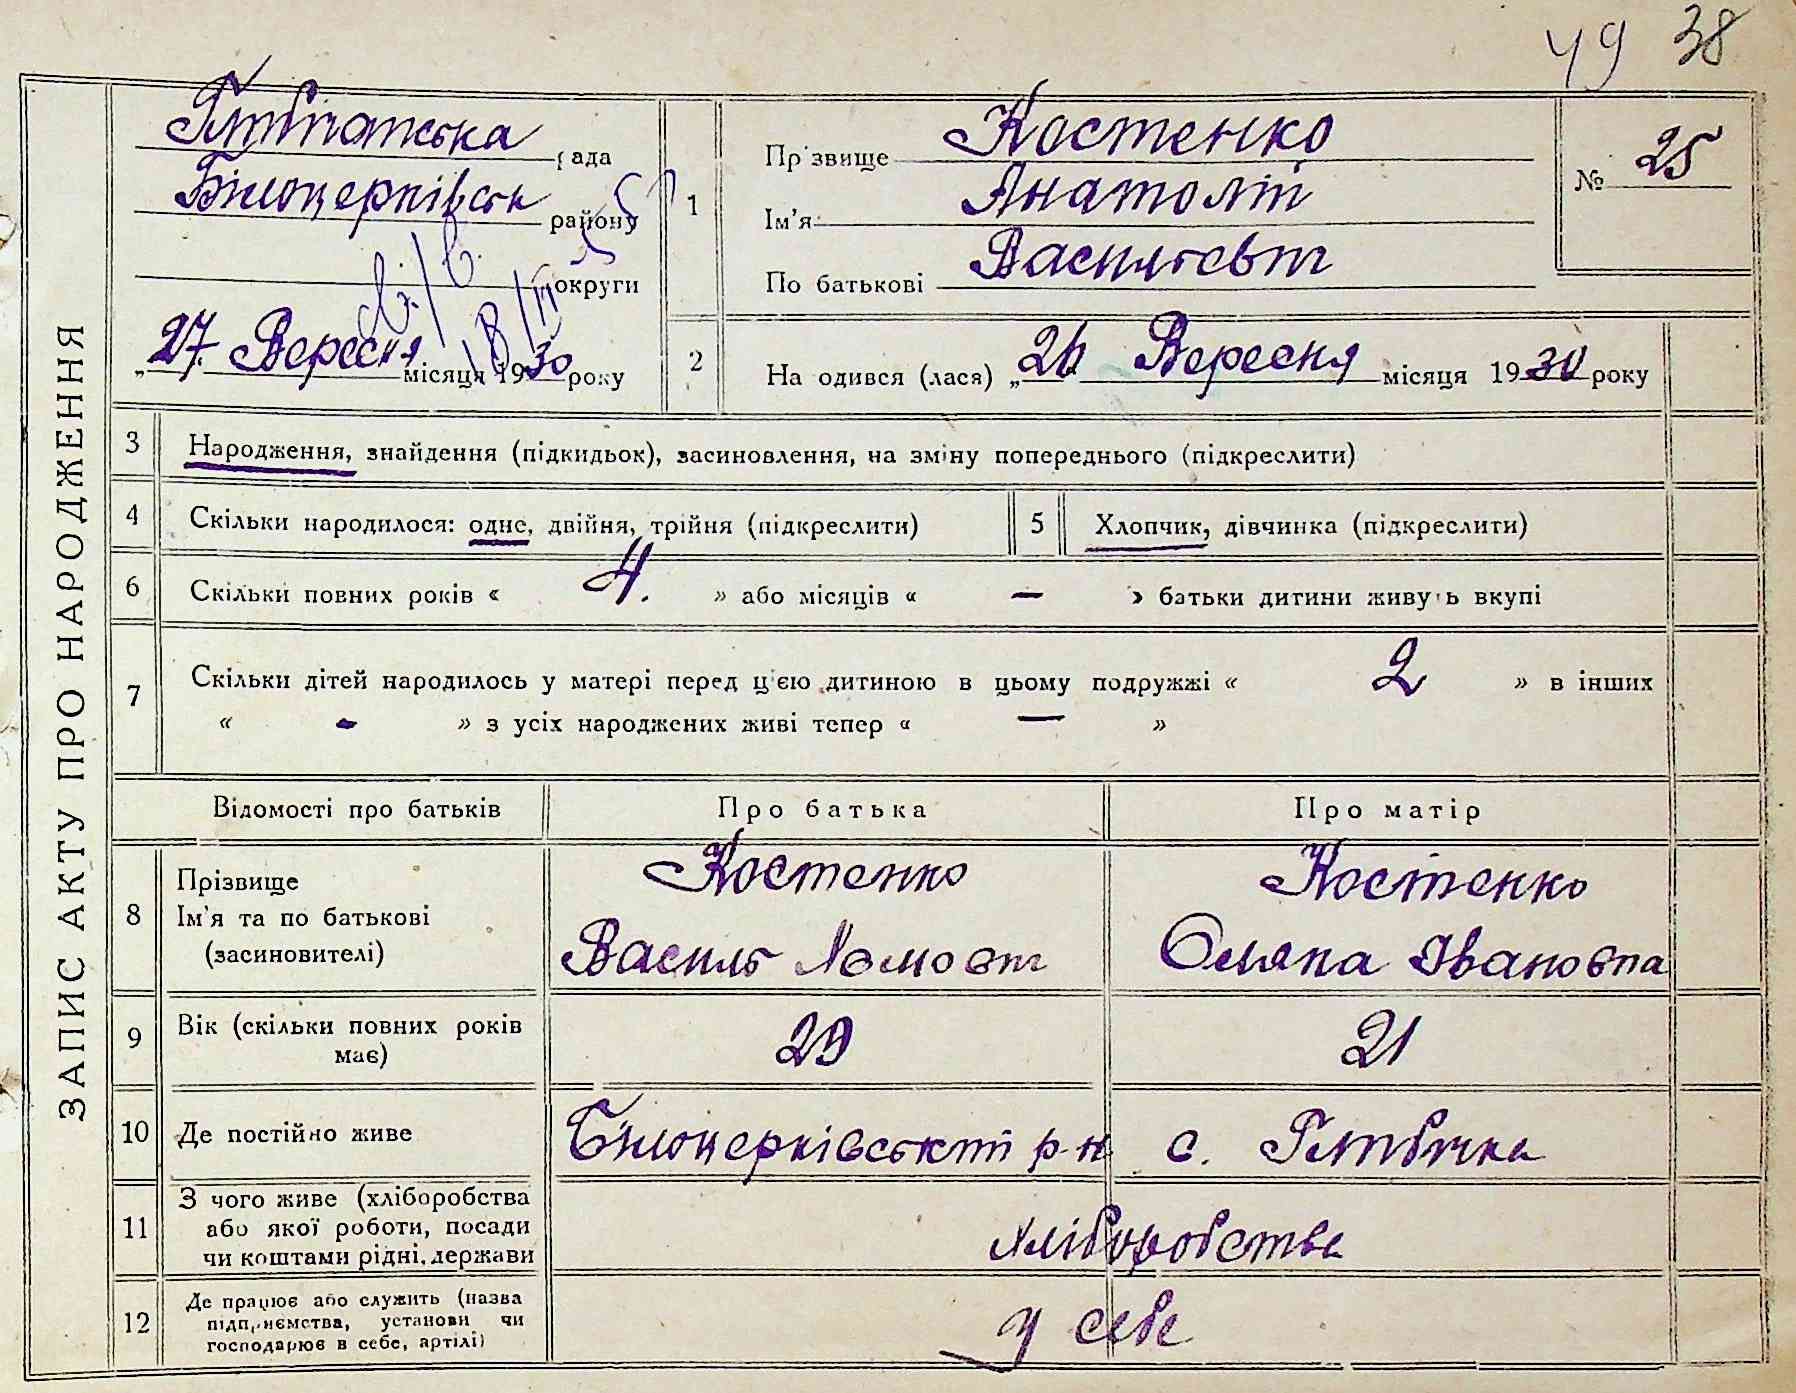 49 38
ЗАПИС АКТУ ПРО НАРОДЖЕННЯ
рада
Білоцерківськ району
округи
„27. Вересня місяця 1930 року
1
Прізвище Костенко
Ім'я Анатолій
По батькові Васильович
№ 25
2 Народився (лася) „26 Вересня місяця 1930 року
3 Народження, знайдення (підкидьок), засиновлення, на зміну попереднього (підкреслити)
4 Скільки народилося: одне, двійня, трійня (підкреслити)
5 Хлопчик, дівчинка (підкреслити)
6 Скільки повних років « 4. » або місяців « — » батьки дитини живуть вкупі
7 Скільки дітей народилось у матері перед цією дитиною в цьому подружжі « 2 » в інших
« - » з усіх народжених живі тепер « — »
Відомості про батьків Про батька Про матір
8 Прізвище
Ім'я та по батькові
(засиновителі)
Костенко
Василь
Костенко
Оляна Івановна
9 Вік (скільки повних років
має)
29 21
10 Де постійно живе Білоцерківський р-н с. Глибичка
11 З чого живе (хліборобства
або якої роботи, посади
чи коштами рідні, держави
хліборобства
12 Де працює або служить (назва
підприємства, установи чи
господарює в себе, артілі)
у себе